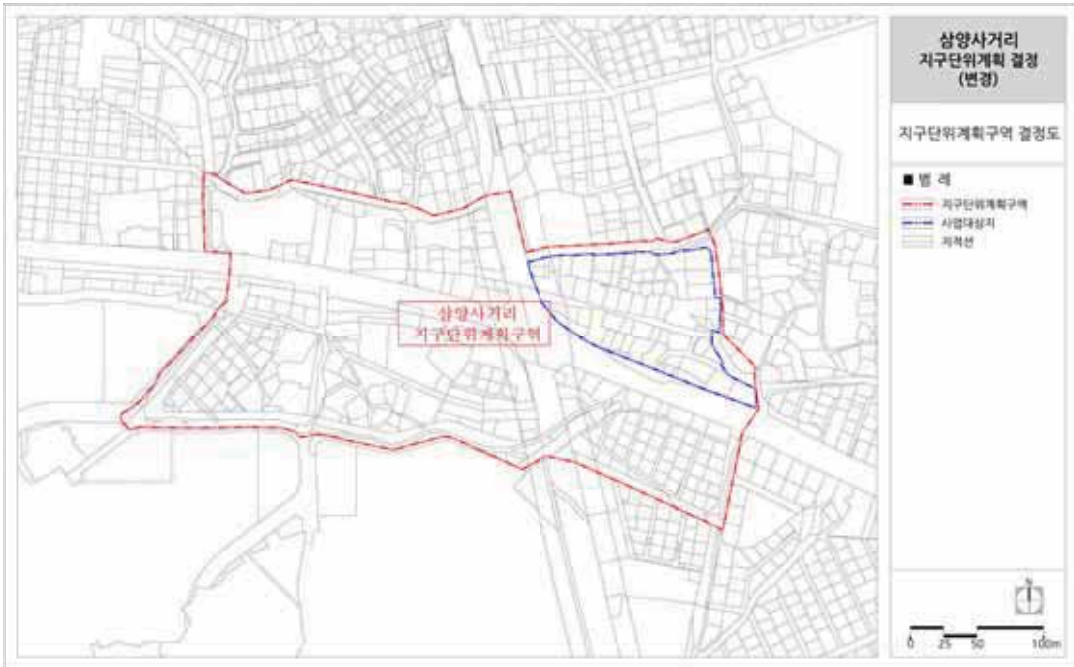 삼양사거리
지구단위계획 결정
(변경)
지구단위계획구역 결정도
■ 범 례
지구단위계획구역
사업대상지
지적선
삼양사거리
지구단위계획구역
N
0 25 50 100m